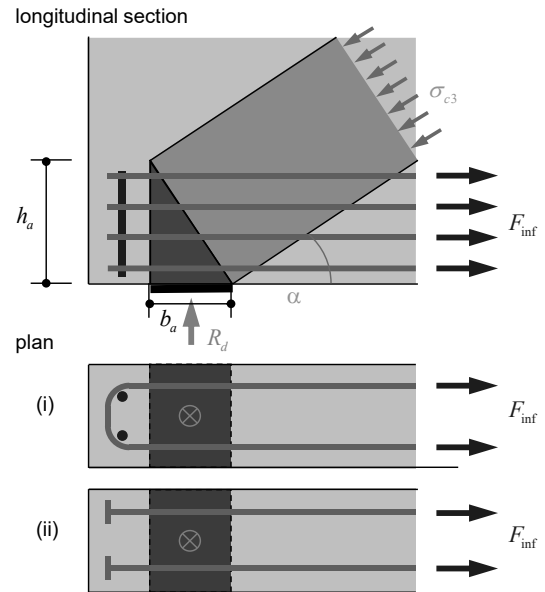 longitudinal section
σc3
ha
Finf
α
ba
Rd
plan
(i)
Finf
(ii)
Finf